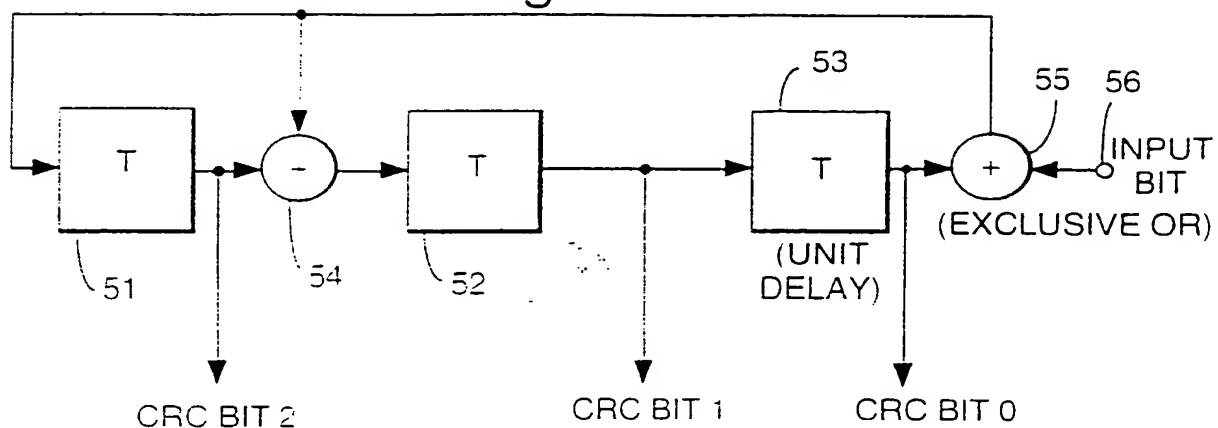 53
55
56
T
-
T
T
+
INPUT
BIT
(EXCLUSIVE OR)
51
54
52
(UNIT
DELAY)
CRC BIT 2
CRC BIT 1
CRC BIT 0